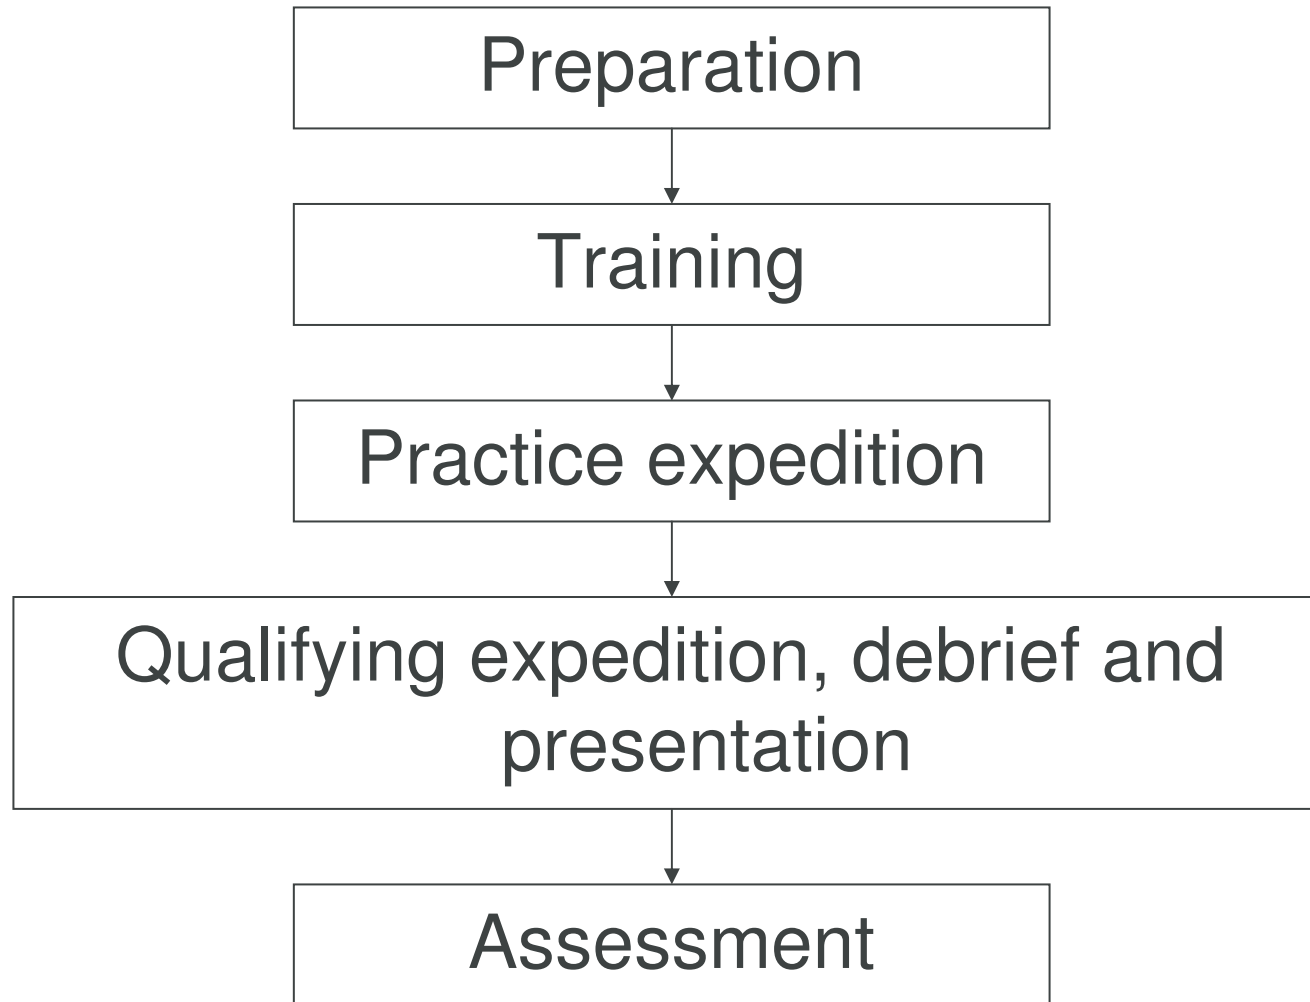 Preparation
Training
Practice expedition
Qualifying expedition, debrief and
presentation
Assessment